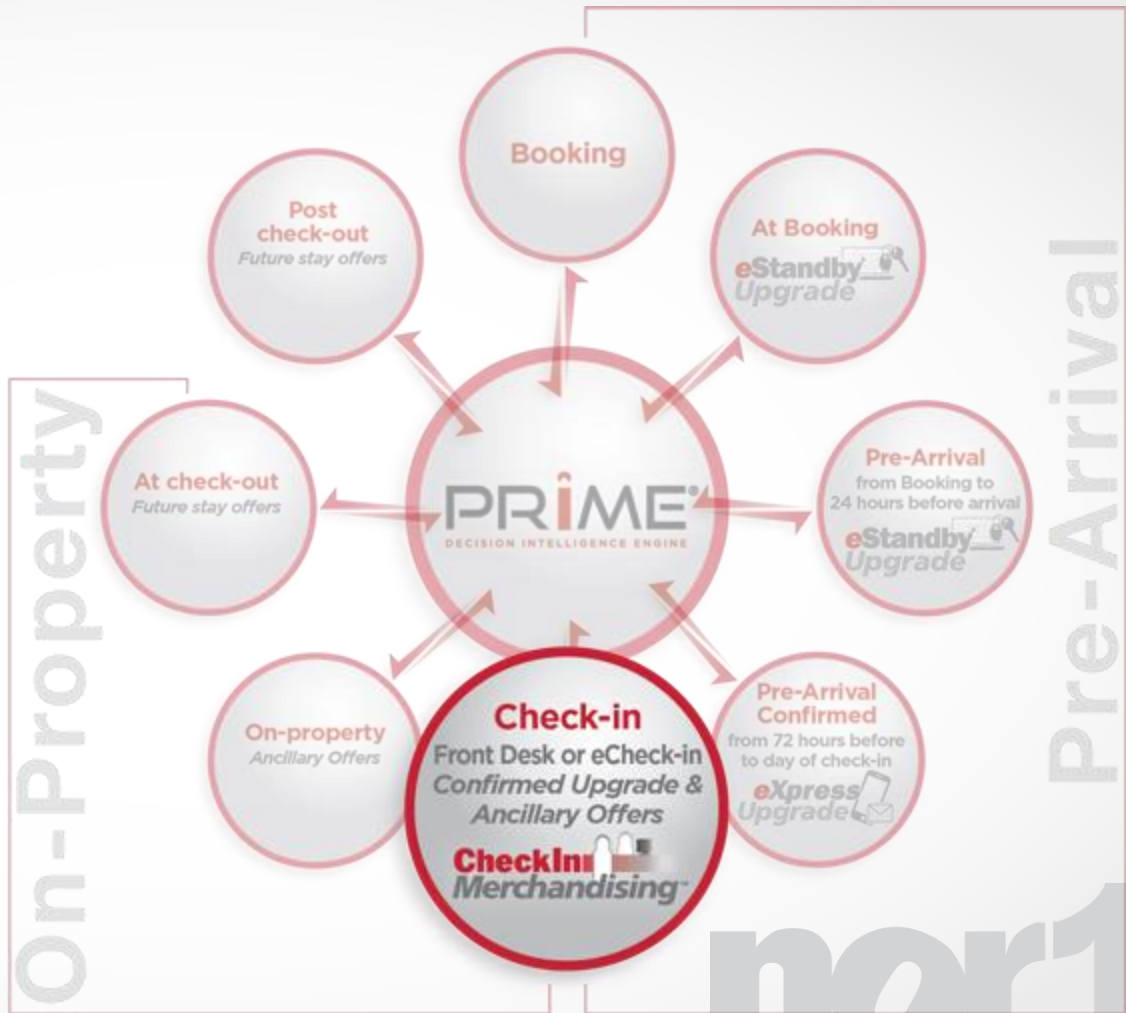 Booking
At Booking
eStandby
Upgrade
Pre-Arrival
from Booking to
24 hours before arrival
eStandby
Upgrade
Pre-Arrival
Confirmed
from 72 hours before
to day of check-in
eXpress
Upgrade
Check-in
Front Desk or eCheck-in
Confirmed Upgrade &
Ancillary Offers
CheckIn
Merchandising™
On-property
Ancillary Offers
At check-out
Future stay offers
Post
check-out
Future stay offers
PRiME®
DECISION INTELLIGENCE ENGINE
On-Property
Pre-Arrival
nor1